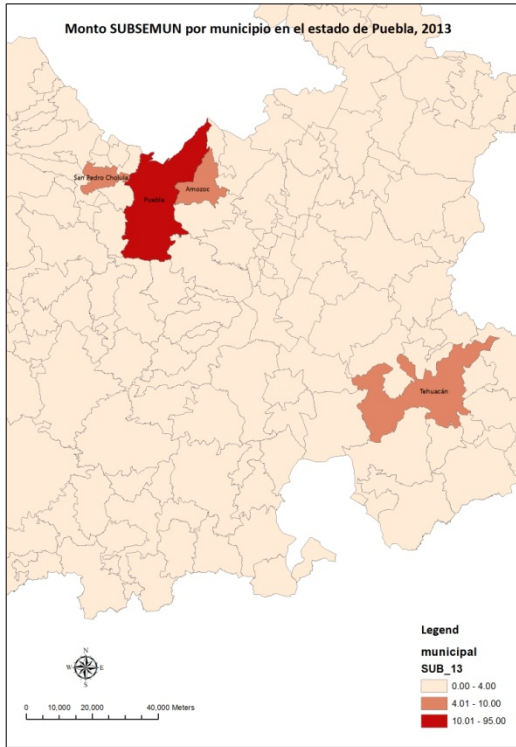 Monto SUBSEMUN por municipio en el estado de Puebla, 2013
San Pedro Cholula
Puebla
Amozoc
Tehuacán
Legend
municipal
SUB_13
0.00 - 4.00
4.01 - 10.00
10.01 - 95.00
N
W E
S
0 10,000 20,000 40,000 Meters